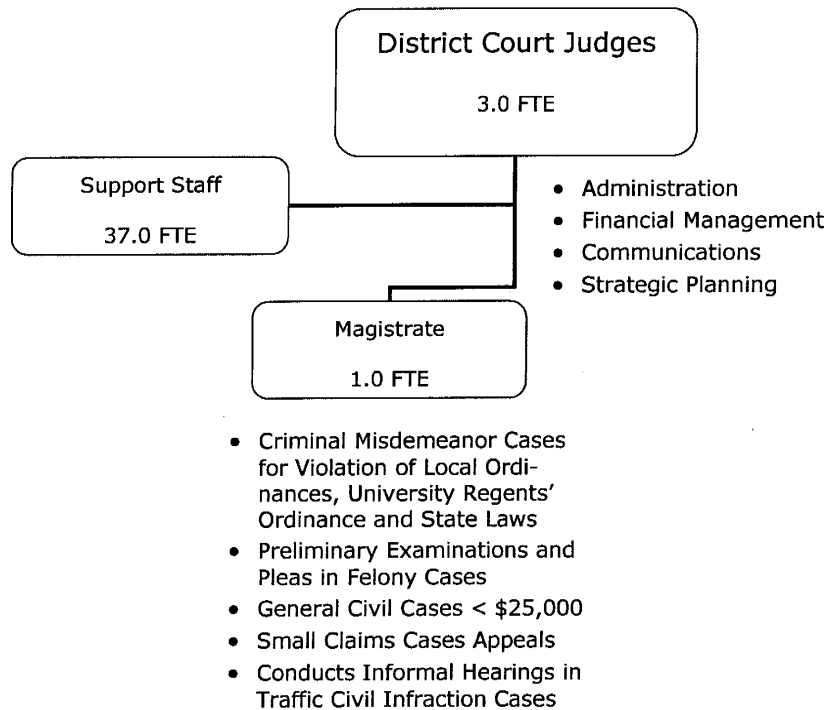 District Court Judges
3.0 FTE
Support Staff
37.0 FTE
• Administration
• Financial Management
• Communications
• Strategic Planning
Magistrate
1.0 FTE
• Criminal Misdemeanor Cases
for Violation of Local Ordi-
nances, University Regents’
Ordinance and State Laws
• Preliminary Examinations and
Pleas in Felony Cases
• General Civil Cases < $25,000
• Small Claims Cases Appeals
• Conducts Informal Hearings in
Traffic Civil Infraction Cases